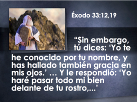 Éxodo 33:12,19
“Sin embargo,
tú dices: ‘Yo te
he conocido por tu nombre, y
has hallado también gracia en
mis ojos.’ … Y le respondió: ‘Yo
haré pasar todo mi bien
delante de tu rostro,...’